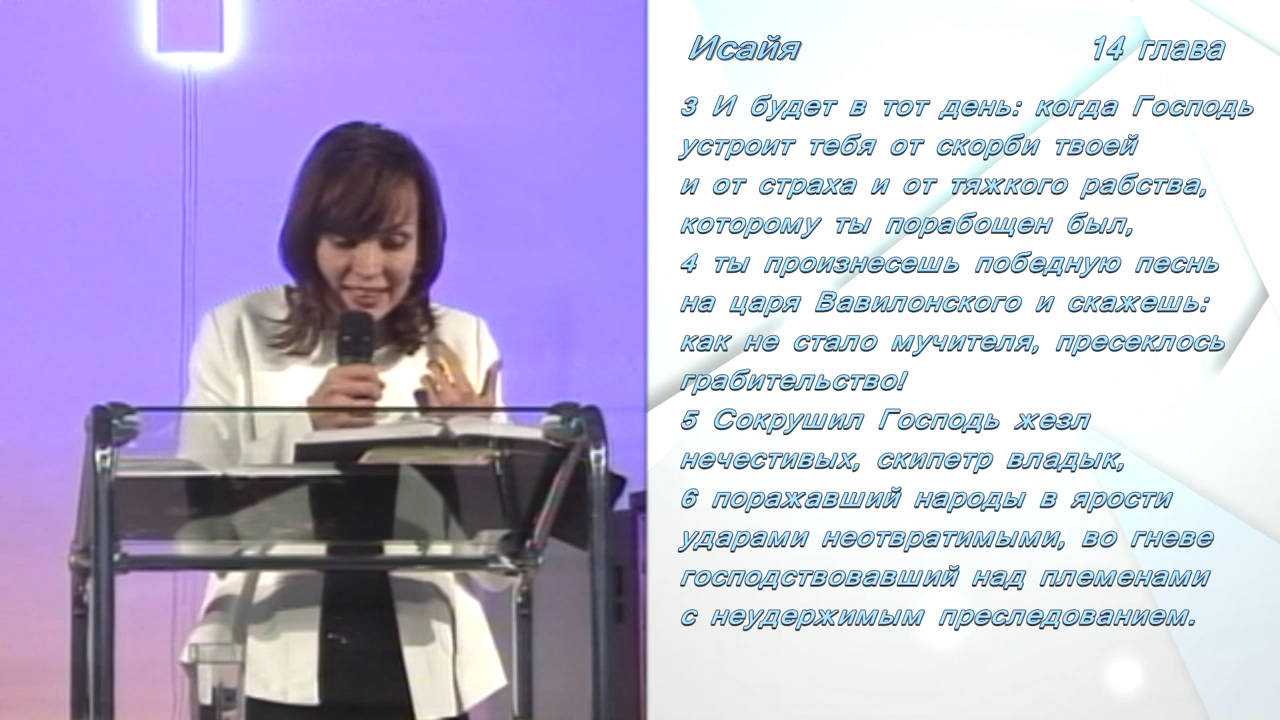 Исайя 14 глава
3 И будет в тот день: когда Господь
устроит тебя от скорби твоей
и от страха и от тяжкого рабства,
которому ты порабощен был,
4 ты произнесешь победную песнь
на царя Вавилонского и скажешь:
как не стало мучителя, пресеклось
грабительство!
5 Сокрушил Господь жезл
нечестивых, скипетр владык,
6 поражавший народы в ярости
ударами неотвратимыми, во гневе
господствовавший над племенами
с неудержимым преследованием.